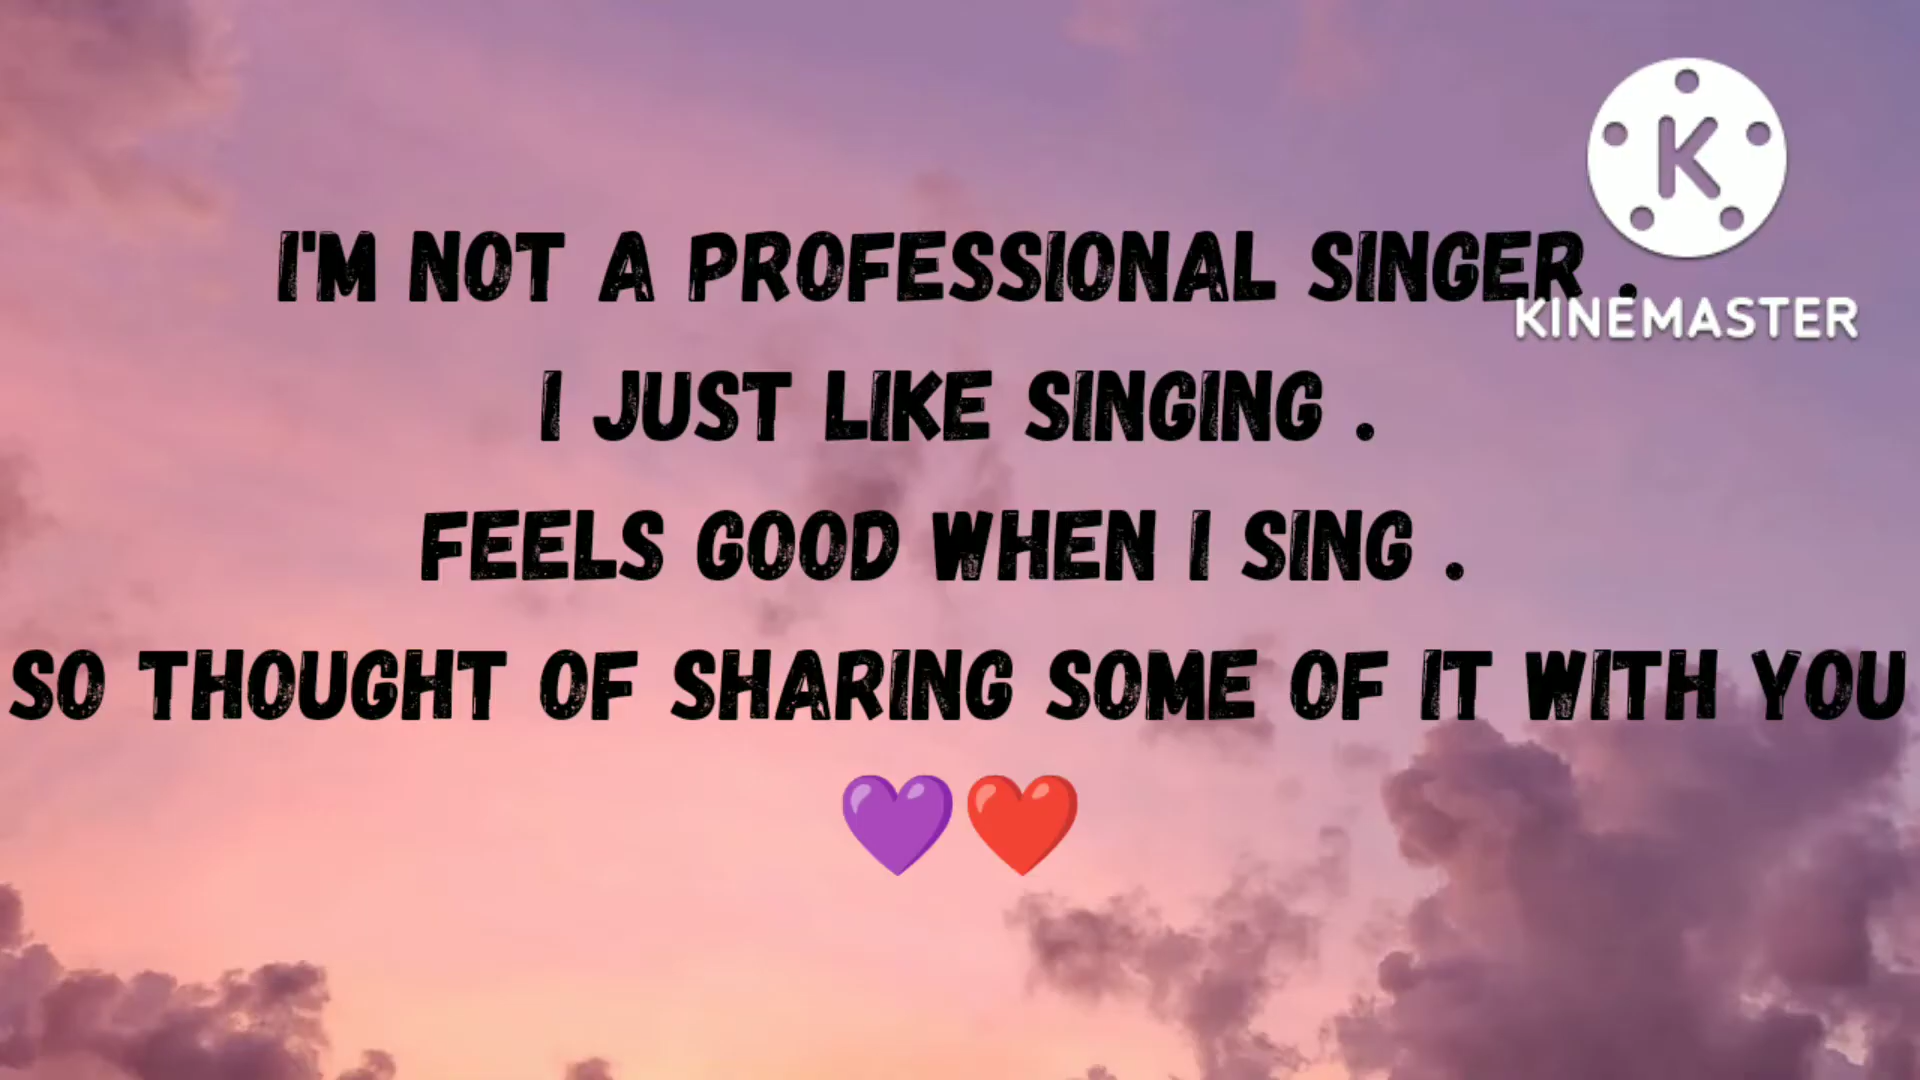 I'M NOT A PROFESSIONAL SINGER .
K
KINEMASTER
I JUST LIKE SINGING .
FEELS GOOD WHEN I SING .
SO THOUGHT OF SHARING SOME OF IT WITH YOU
💜❤️